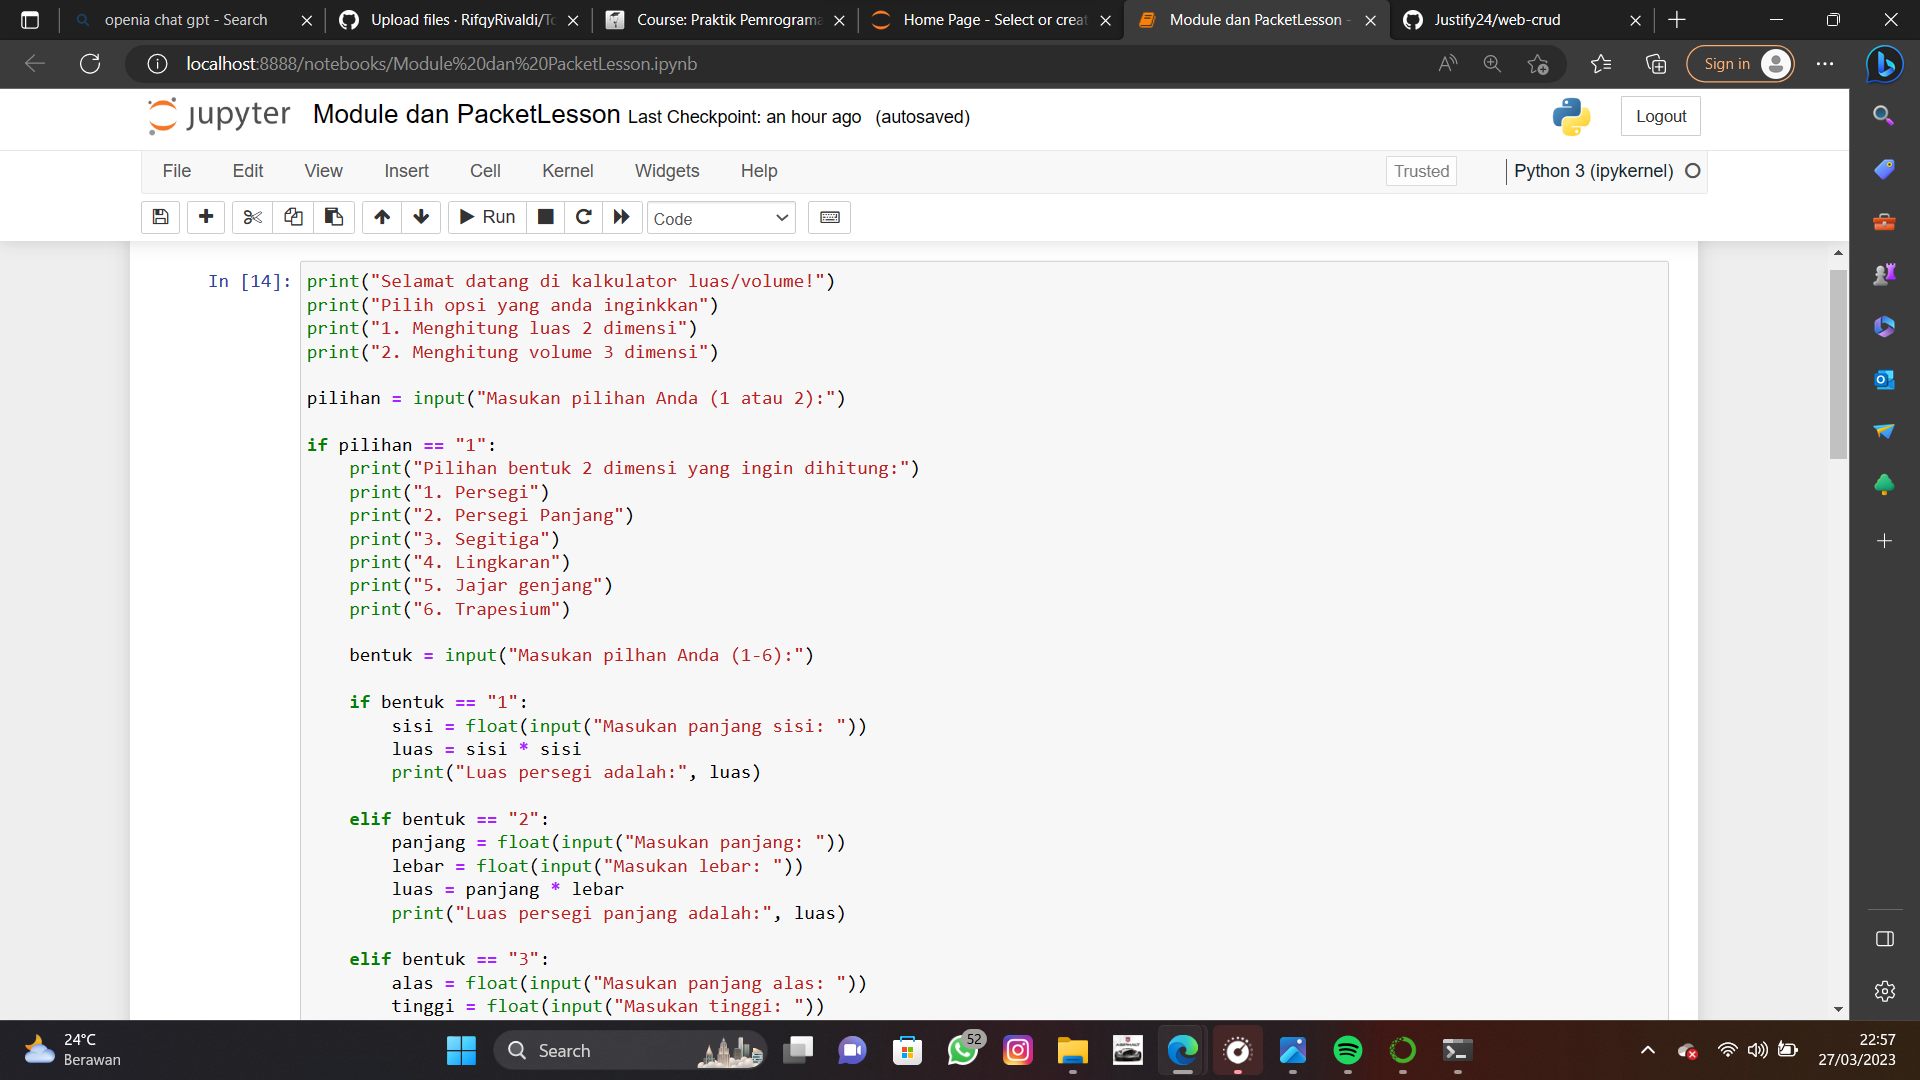 openia chat gpt - Search
Upload files · RifqyRivaldi/To
Course: Praktik Pemrograma
Home Page - Select or creat
Module dan PacketLesson -
Justify24/web-crud
localhost:8888/notebooks/Module%20dan%20PacketLesson.ipynb
Sign in
jupyter Module dan PacketLesson Last Checkpoint: an hour ago (autosaved)
Logout
File Edit View Insert Cell Kernel Widgets Help
Trusted
Python 3 (ipykernel)
Run
Code
In [14]:
print("Selamat datang di kalkulator luas/volume!")
print("Pilih opsi yang anda inginkkan")
print("1. Menghitung luas 2 dimensi")
print("2. Menghitung volume 3 dimensi")
pilihan = input("Masukan pilihan Anda (1 atau 2):")
if pilihan == "1":
print("Pilihan bentuk 2 dimensi yang ingin dihitung:")
print("1. Persegi")
print("2. Persegi Panjang")
print("3. Segitiga")
print("4. Lingkaran")
print("5. Jajar genjang")
print("6. Trapesium")
bentuk = input("Masukan pilhan Anda (1-6):")
if bentuk == "1":
sisi = float(input("Masukan panjang sisi: "))
luas = sisi * sisi
print("Luas persegi adalah:", luas)
elif bentuk == "2":
panjang = float(input("Masukan panjang: "))
lebar = float(input("Masukan lebar: "))
luas = panjang * lebar
print("Luas persegi panjang adalah:", luas)
elif bentuk == "3":
alas = float(input("Masukan panjang alas: "))
tinggi = float(input("Masukan tinggi: "))
24°C
Berawan
Search
52
22:57
27/03/2023